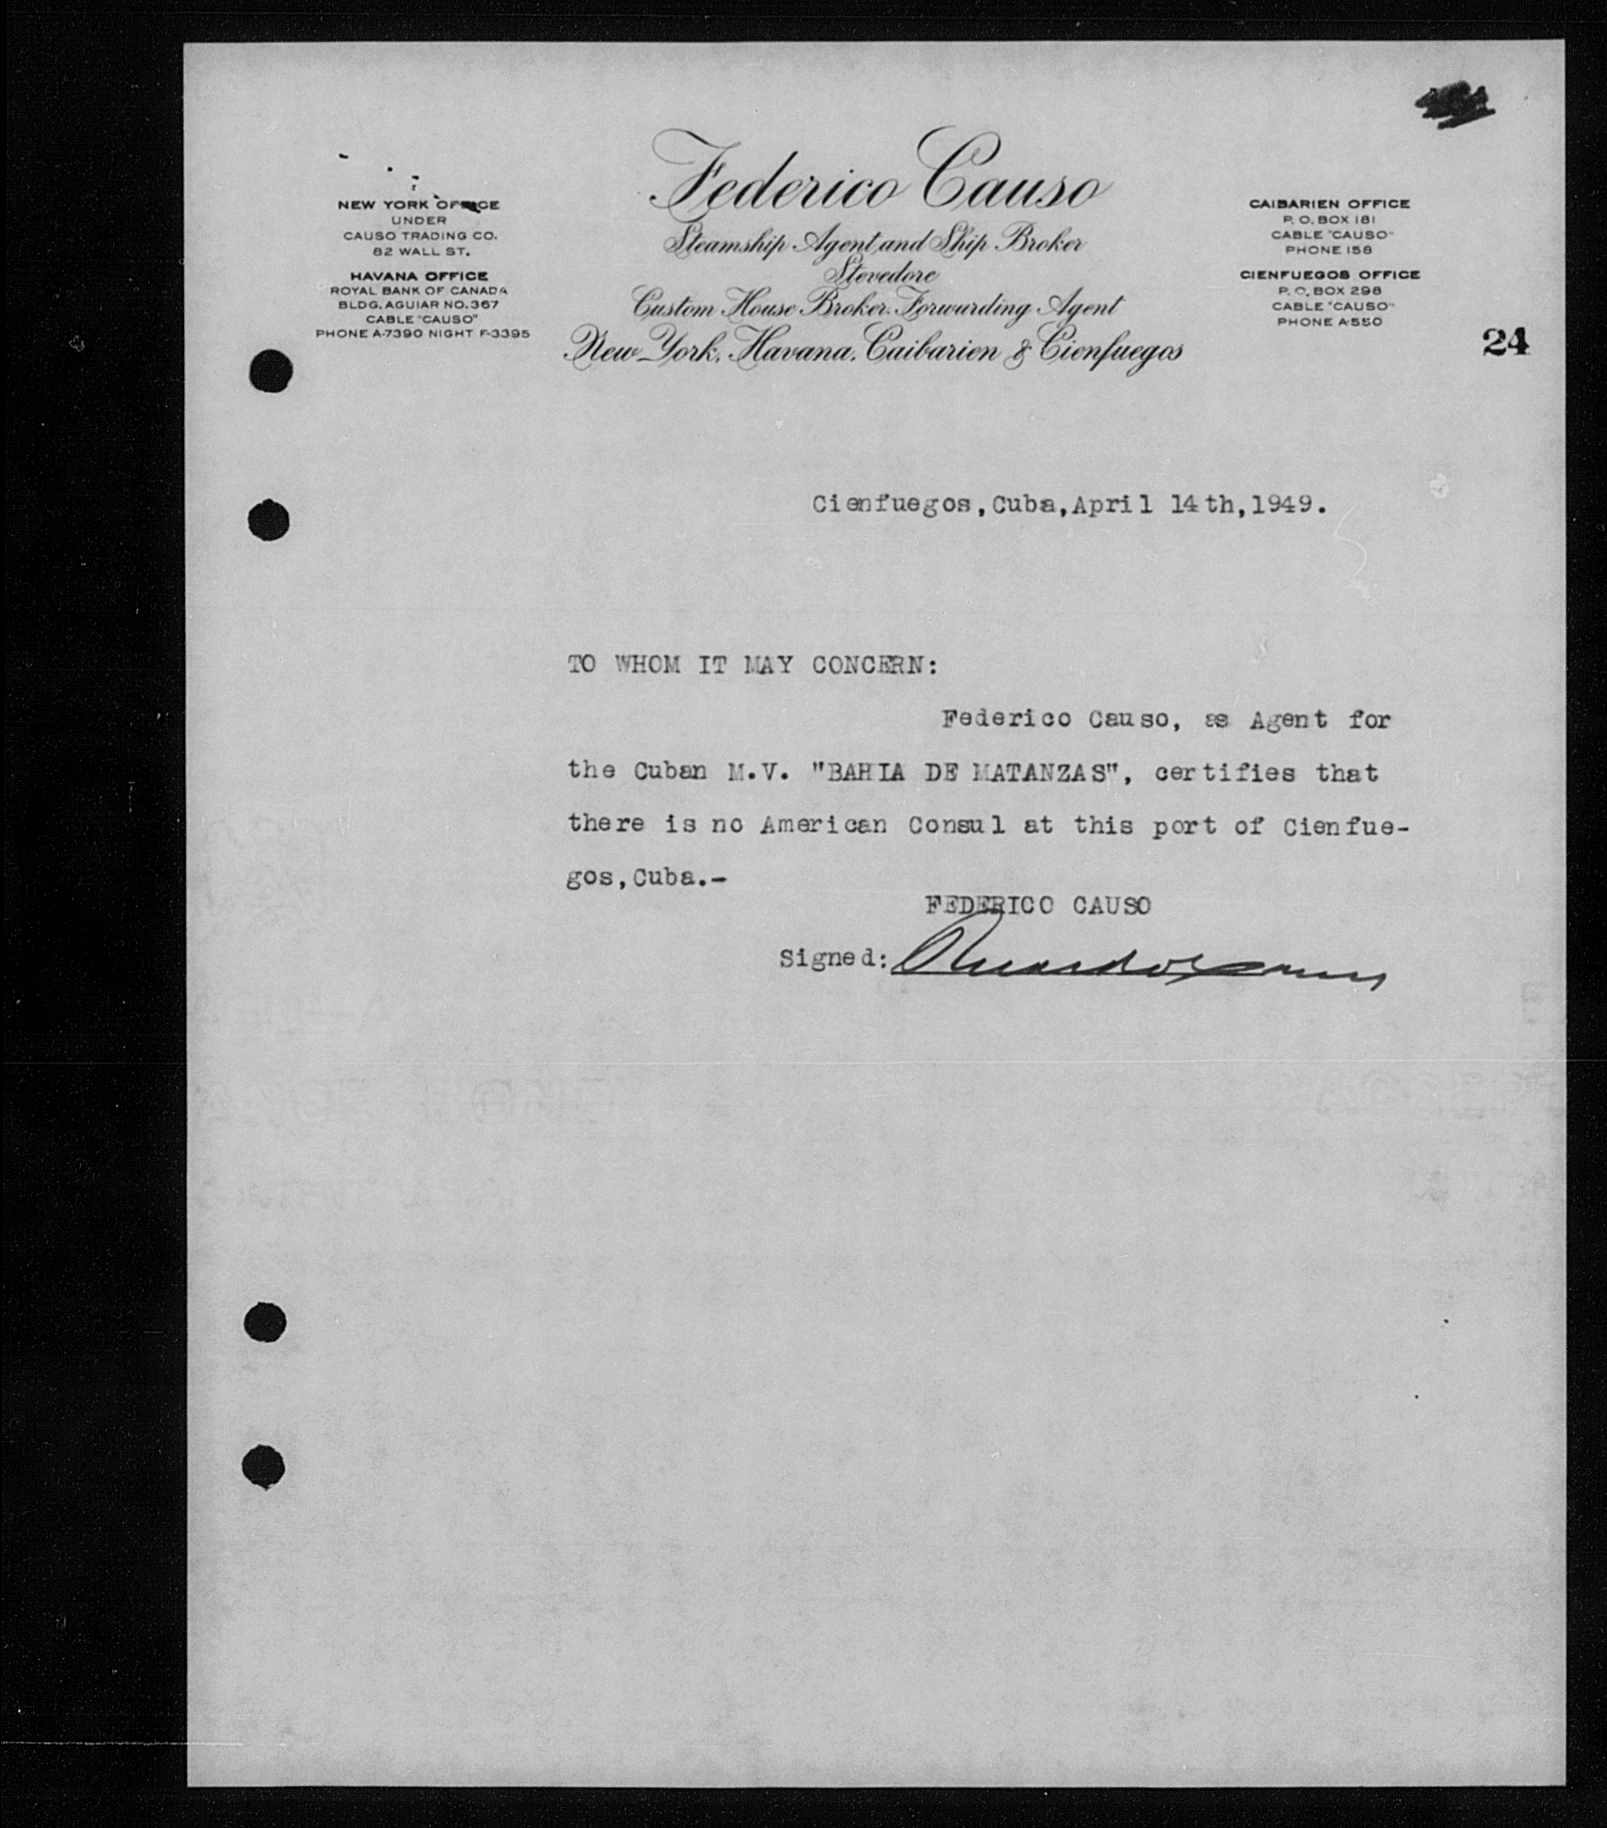 Federico Causo
Steamship Agent and Ship Broker
Stevedore
Custom House Broker. Forwarding Agent
New York, Havana, Caibarien & Cienfuegos
NEW YORK OFFICE
UNDER
CAUSO TRADING CO.
82 WALL ST.
HAVANA OFFICE
ROYAL BANK OF CANADA
BLDG. AGUIAR NO. 367
CABLE "CAUSO"
PHONE A-7390 NIGHT F-3395
CAIBARIEN OFFICE
P. O. BOX 181
CABLE "CAUSO"
PHONE 158
CIENFUEGOS OFFICE
P. O. BOX 298
CABLE "CAUSO"
PHONE A-550
24
Cienfuegos,Cuba,April 14th,1949.
TO WHOM IT MAY CONCERN:
Federico Causo, as Agent for
the Cuban M.V. "BAHIA DE MATANZAS", certifies that
there is no American Consul at this port of Cienfue-
gos,Cuba.-
FEDERICO CAUSO
Signed: